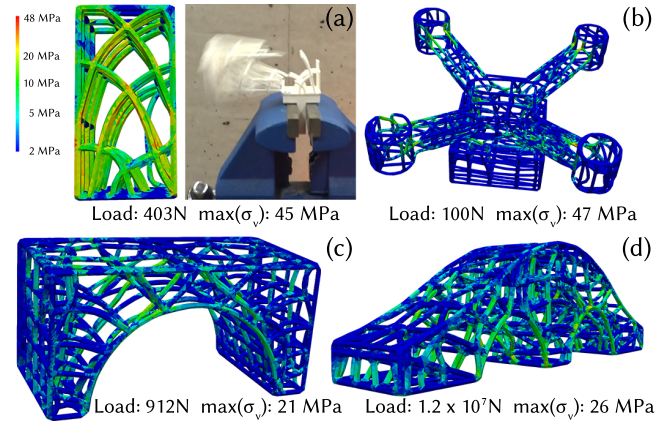 48 MPa
20 MPa
10 MPa
5 MPa
2 MPa
(a)
(b)
Load: 403N max(σᵥ): 45 MPa
Load: 100N max(σᵥ): 47 MPa
(c)
(d)
Load: 912N max(σᵥ): 21 MPa
Load: 1.2 x 10⁷N max(σᵥ): 26 MPa